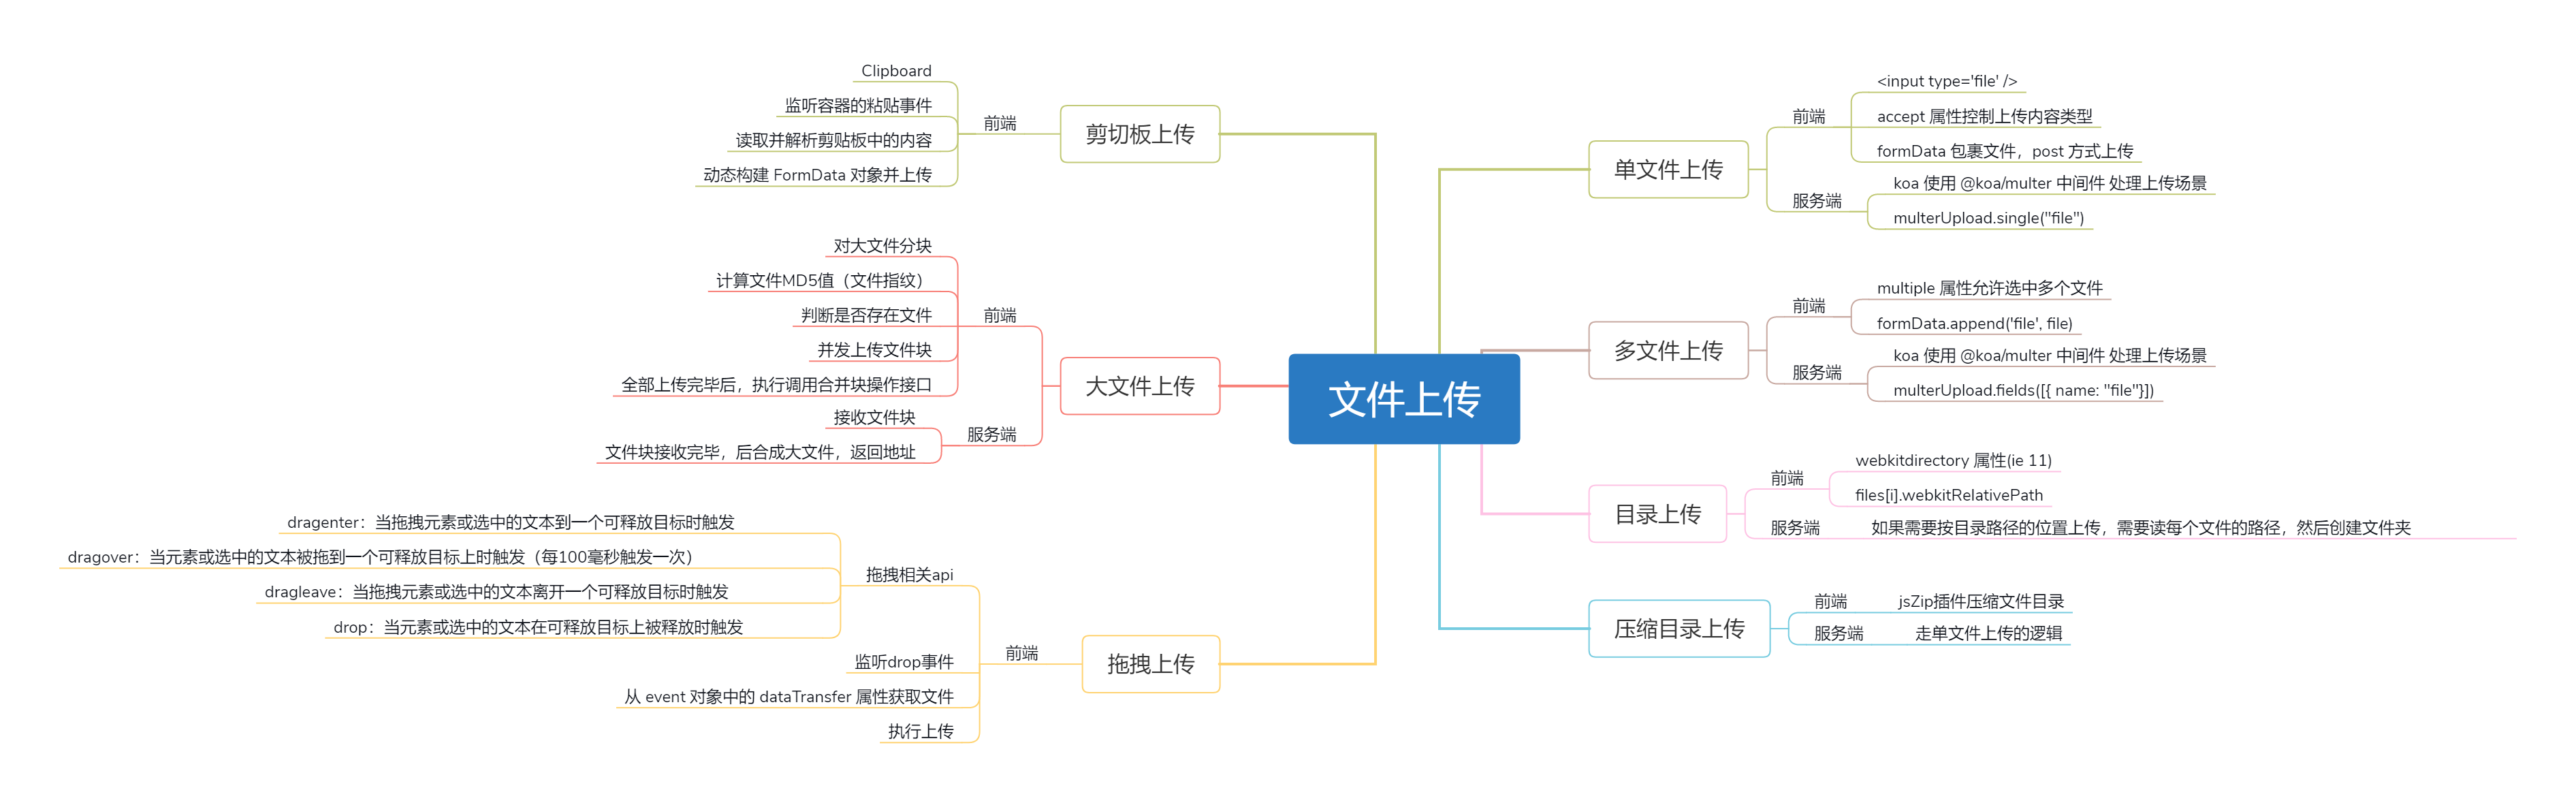 文件上传
单文件上传
前端
<input type='file' />
accept 属性控制上传内容类型
formData 包裹文件，post 方式上传
服务端
koa 使用 @koa/multer 中间件 处理上传场景
multerUpload.single("file")
多文件上传
前端
multiple 属性允许选中多个文件
formData.append('file', file)
服务端
koa 使用 @koa/multer 中间件 处理上传场景
multerUpload.fields([{ name: "file"}])
目录上传
前端
webkitdirectory 属性(ie 11)
files[i].webkitRelativePath
服务端
如果需要按目录路径的位置上传，需要读每个文件的路径，然后创建文件夹
压缩目录上传
前端
jsZip插件压缩文件目录
服务端
走单文件上传的逻辑
剪切板上传
前端
Clipboard
监听容器的粘贴事件
读取并解析剪贴板中的内容
动态构建 FormData 对象并上传
大文件上传
前端
对大文件分块
计算文件MD5值（文件指纹）
判断是否存在文件
并发上传文件块
全部上传完毕后，执行调用合并块操作接口
服务端
接收文件块
文件块接收完毕，后合成大文件，返回地址
拖拽上传
前端
拖拽相关api
dragenter：当拖拽元素或选中的文本到一个可释放目标时触发
dragover：当元素或选中的文本被拖到一个可释放目标上时触发（每100毫秒触发一次）
dragleave：当拖拽元素或选中的文本离开一个可释放目标时触发
drop：当元素或选中的文本在可释放目标上被释放时触发
监听drop事件
从 event 对象中的 dataTransfer 属性获取文件
执行上传